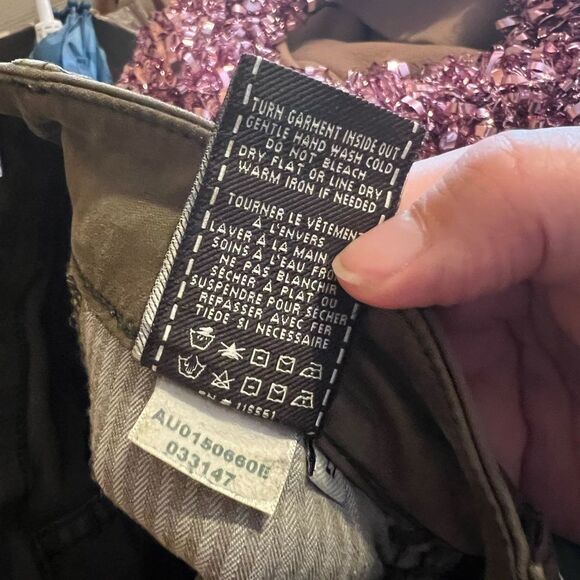 TURN GARMENT INSIDE OUT
GENTLE HAND WASH COLD
DO NOT BLEACH
DRY FLAT OR LINE DRY
WARM IRON IF NEEDED
TOURNER LE VÊTEMENT
À L'ENVERS
LAVER À LA MAIN
SOINS À L'EAU
NE PAS BLANCHIR
SÉCHER À PLAT OU
SUSPENDRE POUR SÉCHER
REPASSER AVEC FER
TIÈDE SI NÉCESSAIRE
AU0150660E
033147